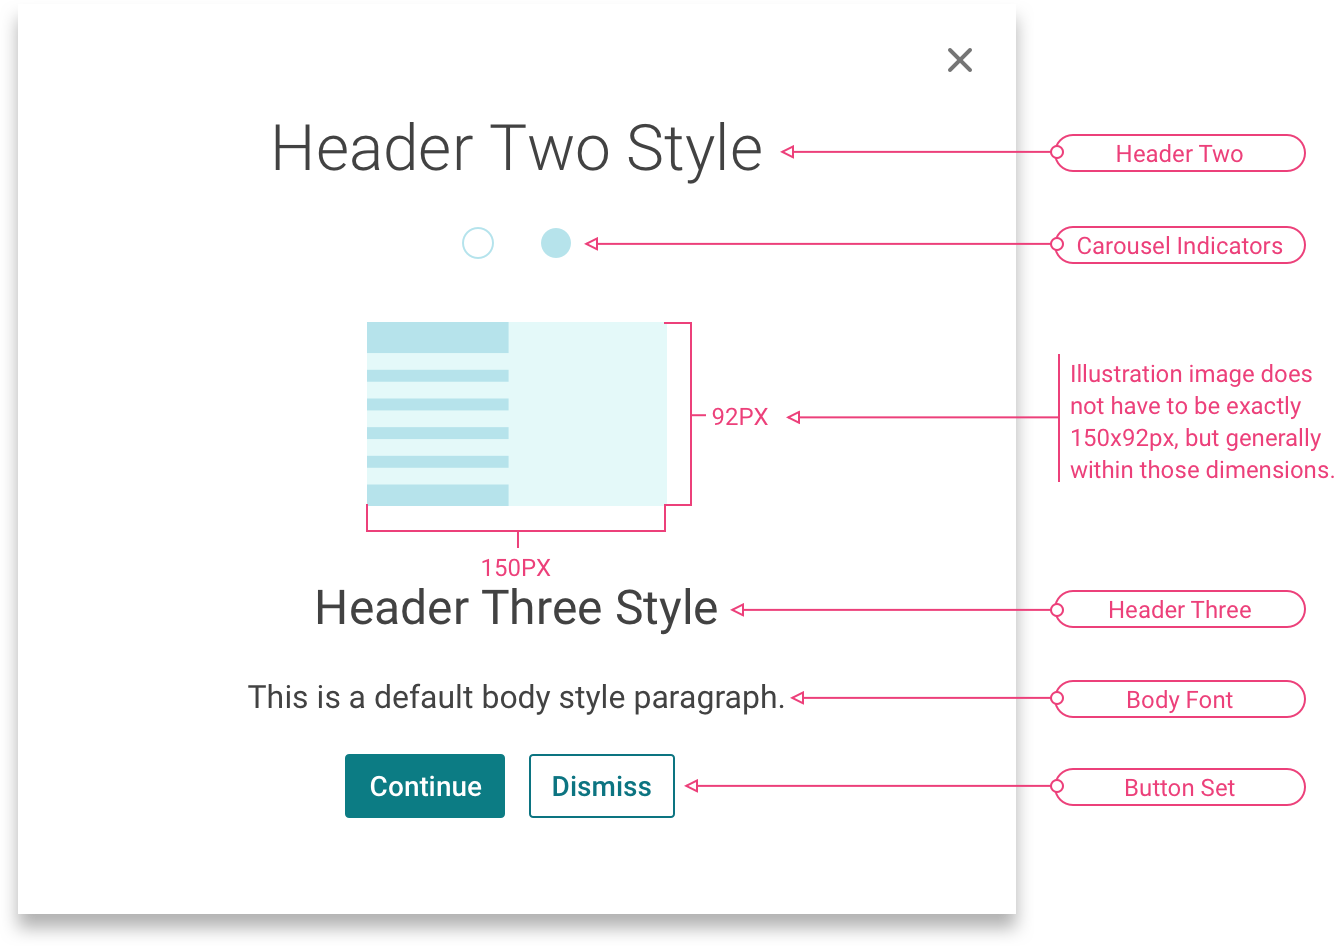 Header Two Style
Header Two
Carousel Indicators
92PX
Illustration image does
not have to be exactly
150x92px, but generally
within those dimensions.
150PX
Header Three Style
Header Three
This is a default body style paragraph.
Body Font
Continue
Dismiss
Button Set